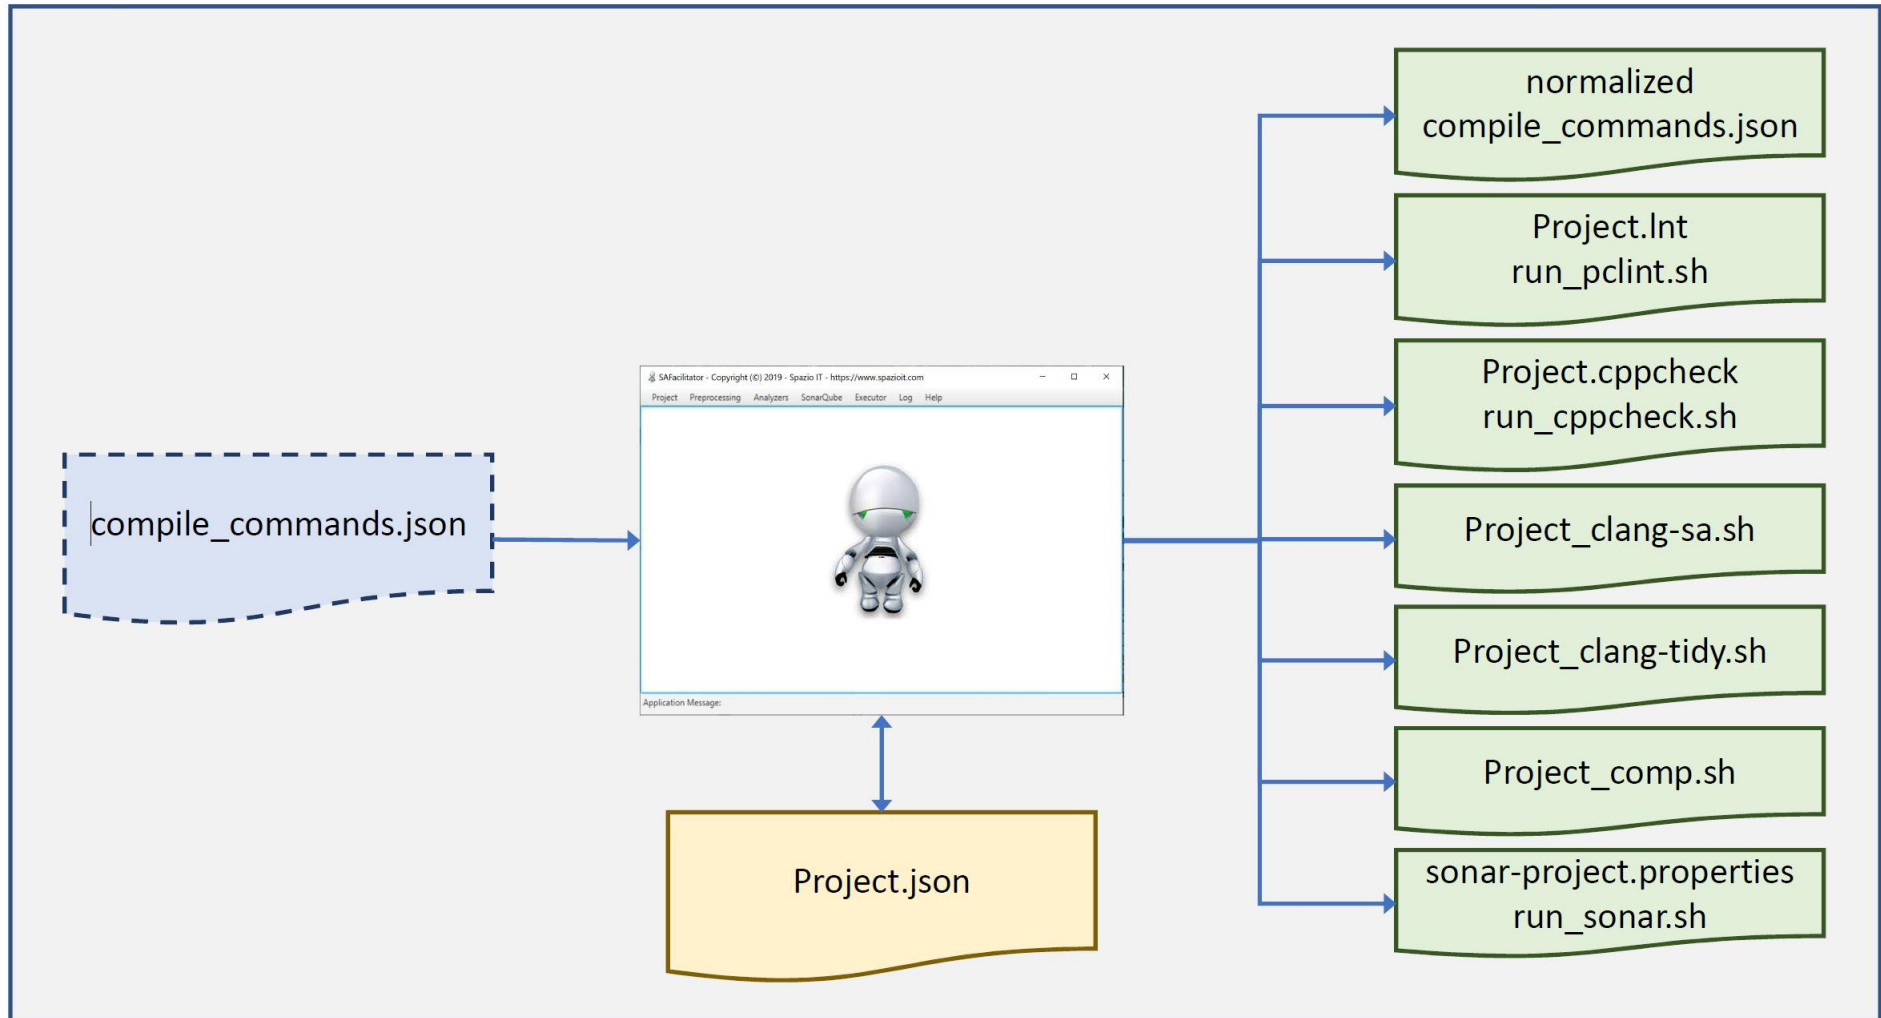 normalized
compile_commands.json
Project.lnt
run_pclint.sh
Project.cppcheck
run_cppcheck.sh
SAFacilitator - Copyright (©) 2019 - Spazio IT - https://www.spazioit.com
Project Preprocessing Analyzers SonarQube Executor Log Help
compile_commands.json
Project_clang-sa.sh
Project_clang-tidy.sh
Application Message:
Project_comp.sh
Project.json
sonar-project.properties
run_sonar.sh